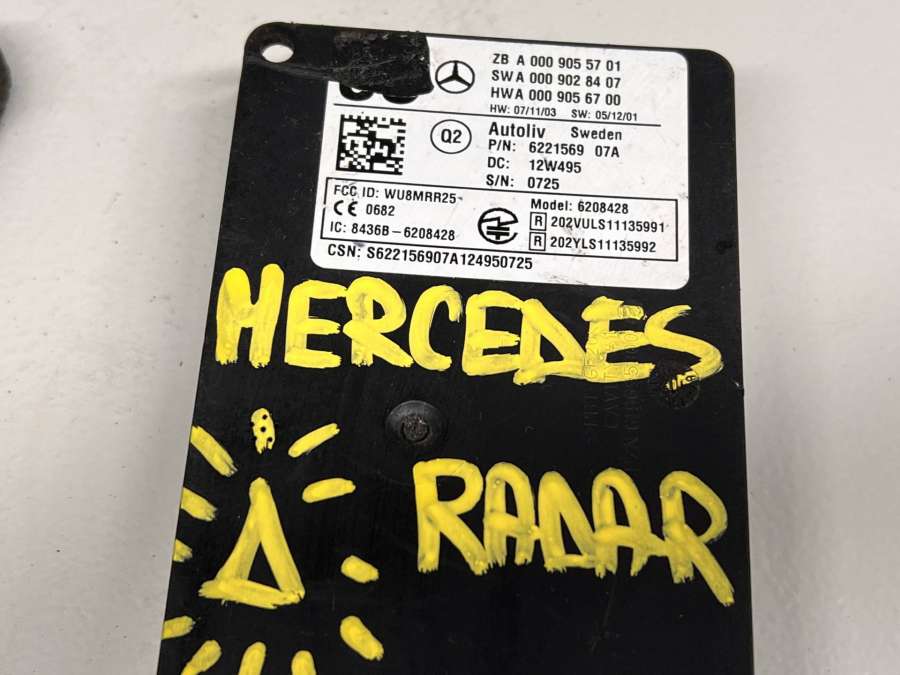 ZB A 000 905 57 01
SW A 000 902 84 07
HW A 000 905 67 00
HW: 07/11/03 SW: 05/12/01
Q2
Autoliv Sweden
P/N: 6221569 07A
DC: 12W495
S/N: 0725
FCC ID: WU8MRR25
Model: 6208428
CE 0682
R 202VULS11135991
IC: 8436B-6208428
R 202YLS11135992
CSN: S622156907A124950725
MERCEDES
RADAR